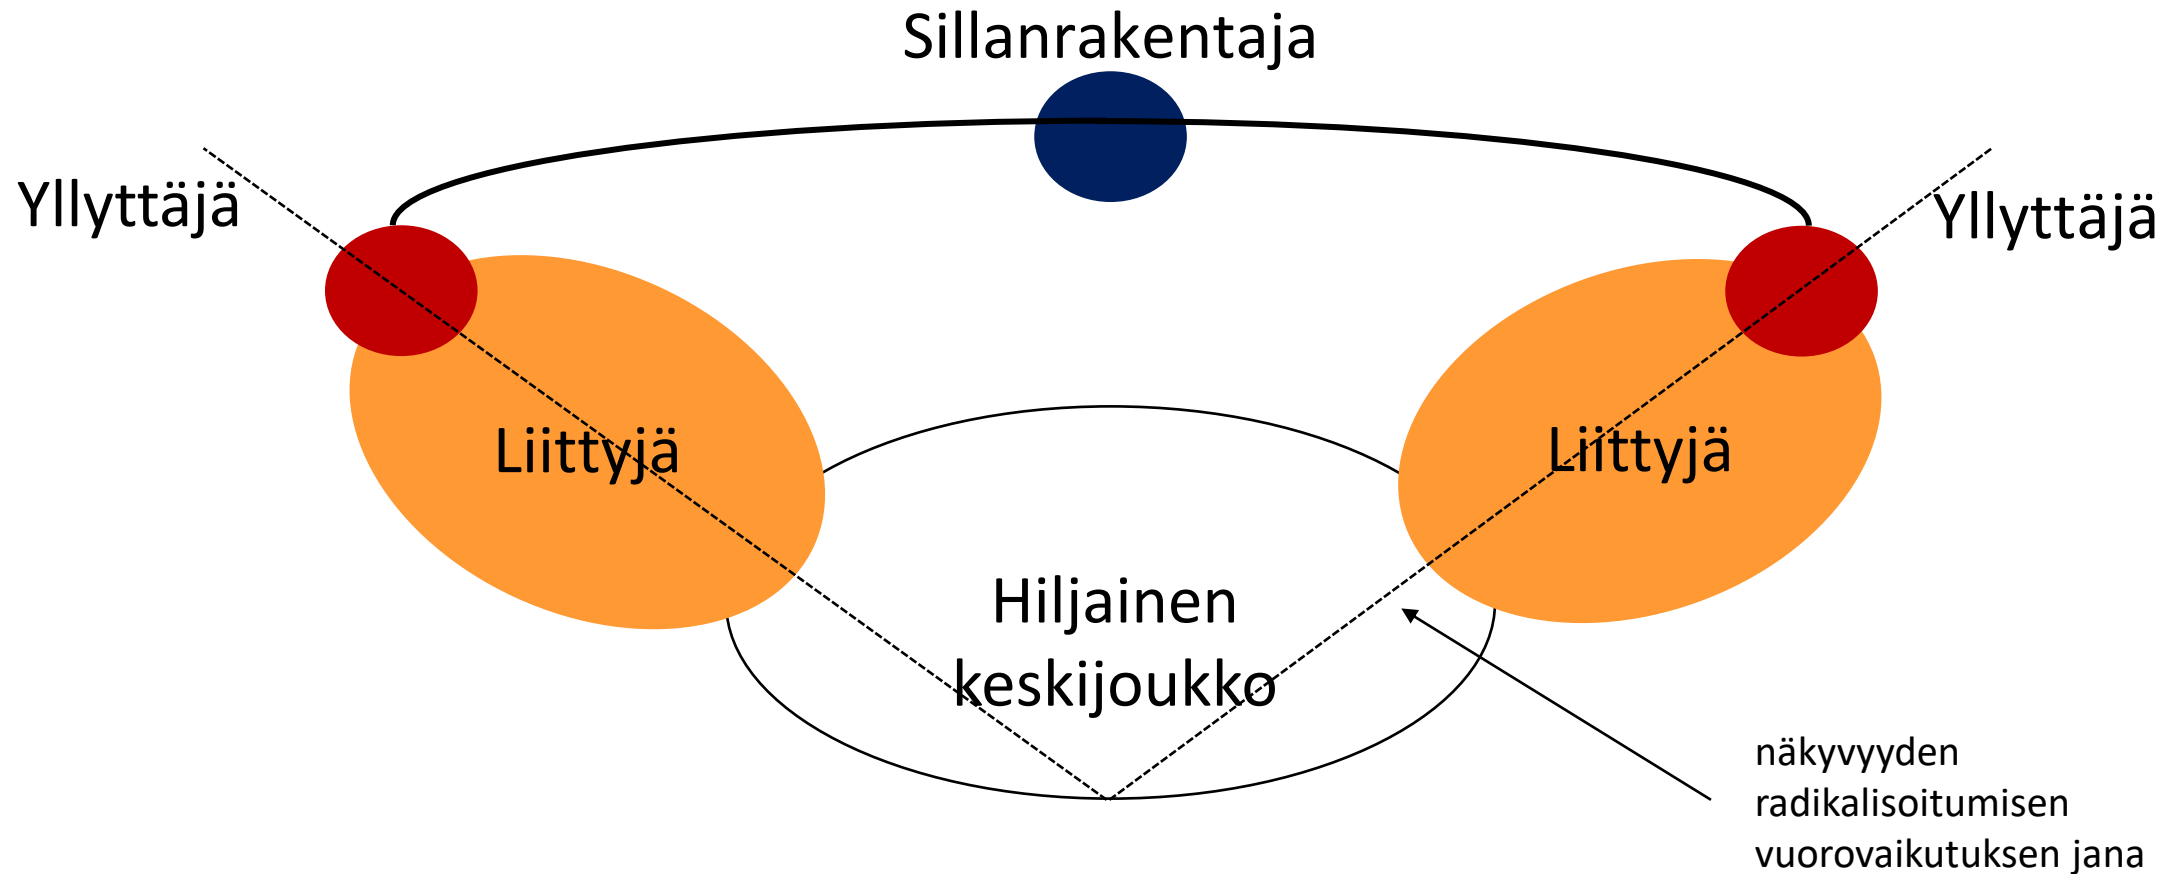 Sillanrakentaja
Yllyttäjä
Yllyttäjä
Liittyjä
Liittyjä
Hiljainen
keskijoukko
näkyvyyden
radikalisoitumisen
vuorovaikutuksen jana